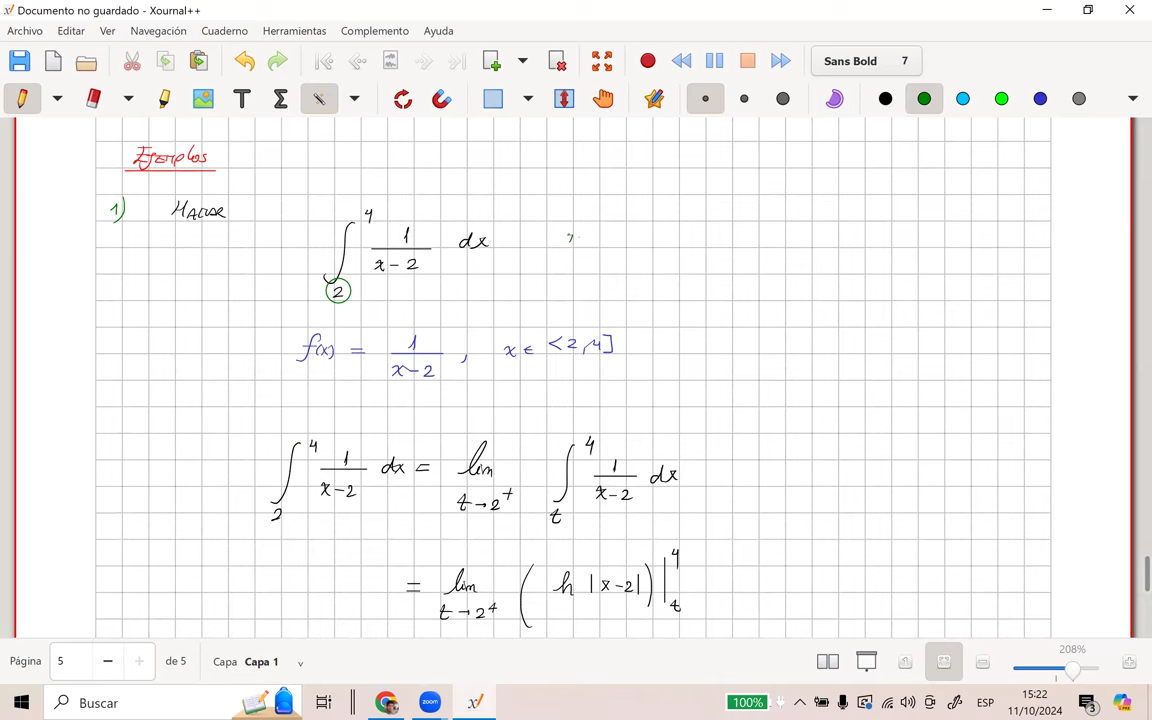 Documento no guardado - Xournal++
Archivo Editar Ver Navegación Cuaderno Herramientas Complemento Ayuda
Sans Bold 7
Ejemplos
1) Hallar
∫_2^4 1/(x-2) dx
f(x) = 1/(x-2) , x ∈ <2,4]
∫_2^4 1/(x-2) dx = lim_{t→2^+} ∫_t^4 1/(x-2) dx
= lim_{t→2^+} ( ln |x-2| ) |_t^4
Página 5 de 5 Capa Capa 1 208%
Buscar zoom 100% ESP 15:22
11/10/2024 3